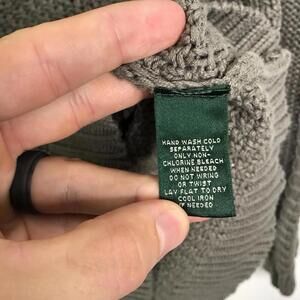 HAND WASH COLD
SEPARATELY
ONLY NON-
CHLORINE BLEACH
WHEN NEEDED
DO NOT WRING
OR TWIST
LAY FLAT TO DRY
COOL IRON
IF NEEDED